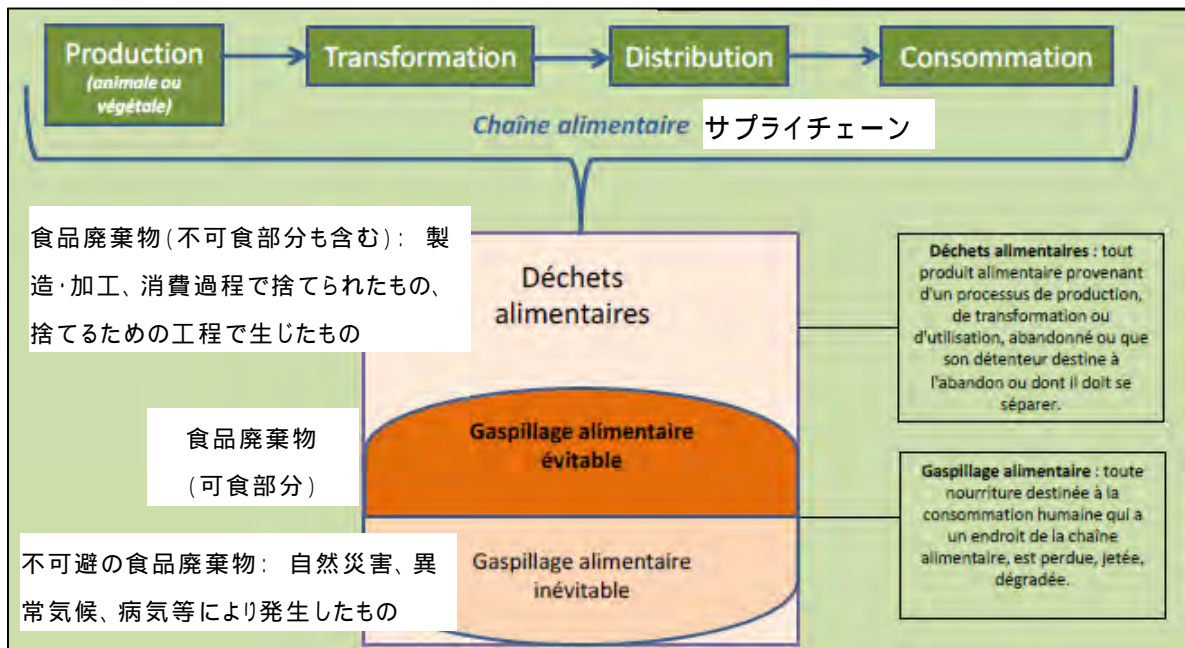 Production
(animale ou
végétale)
Transformation
Distribution
Consommation
Chaîne alimentaire サプライチェーン
食品廃棄物(不可食部分も含む): 製
造・加工、消費過程で捨てられたもの、
捨てるための工程で生じたもの
Déchets
alimentaires
Déchets alimentaires : tout
produit alimentaire provenant
d'un processus de production,
de transformation ou
d'utilisation, abandonné ou que
son détenteur destine à
l'abandon ou dont il doit se
séparer.
食品廃棄物
(可食部分)
Gaspillage alimentaire
évitable
Gaspillage alimentaire : toute
nourriture destinée à la
consommation humaine qui a
un endroit de la chaîne
alimentaire, est perdue, jetée,
dégradée.
不可避の食品廃棄物: 自然災害、異
常気候、病気等により発生したもの
Gaspillage alimentaire
inévitable